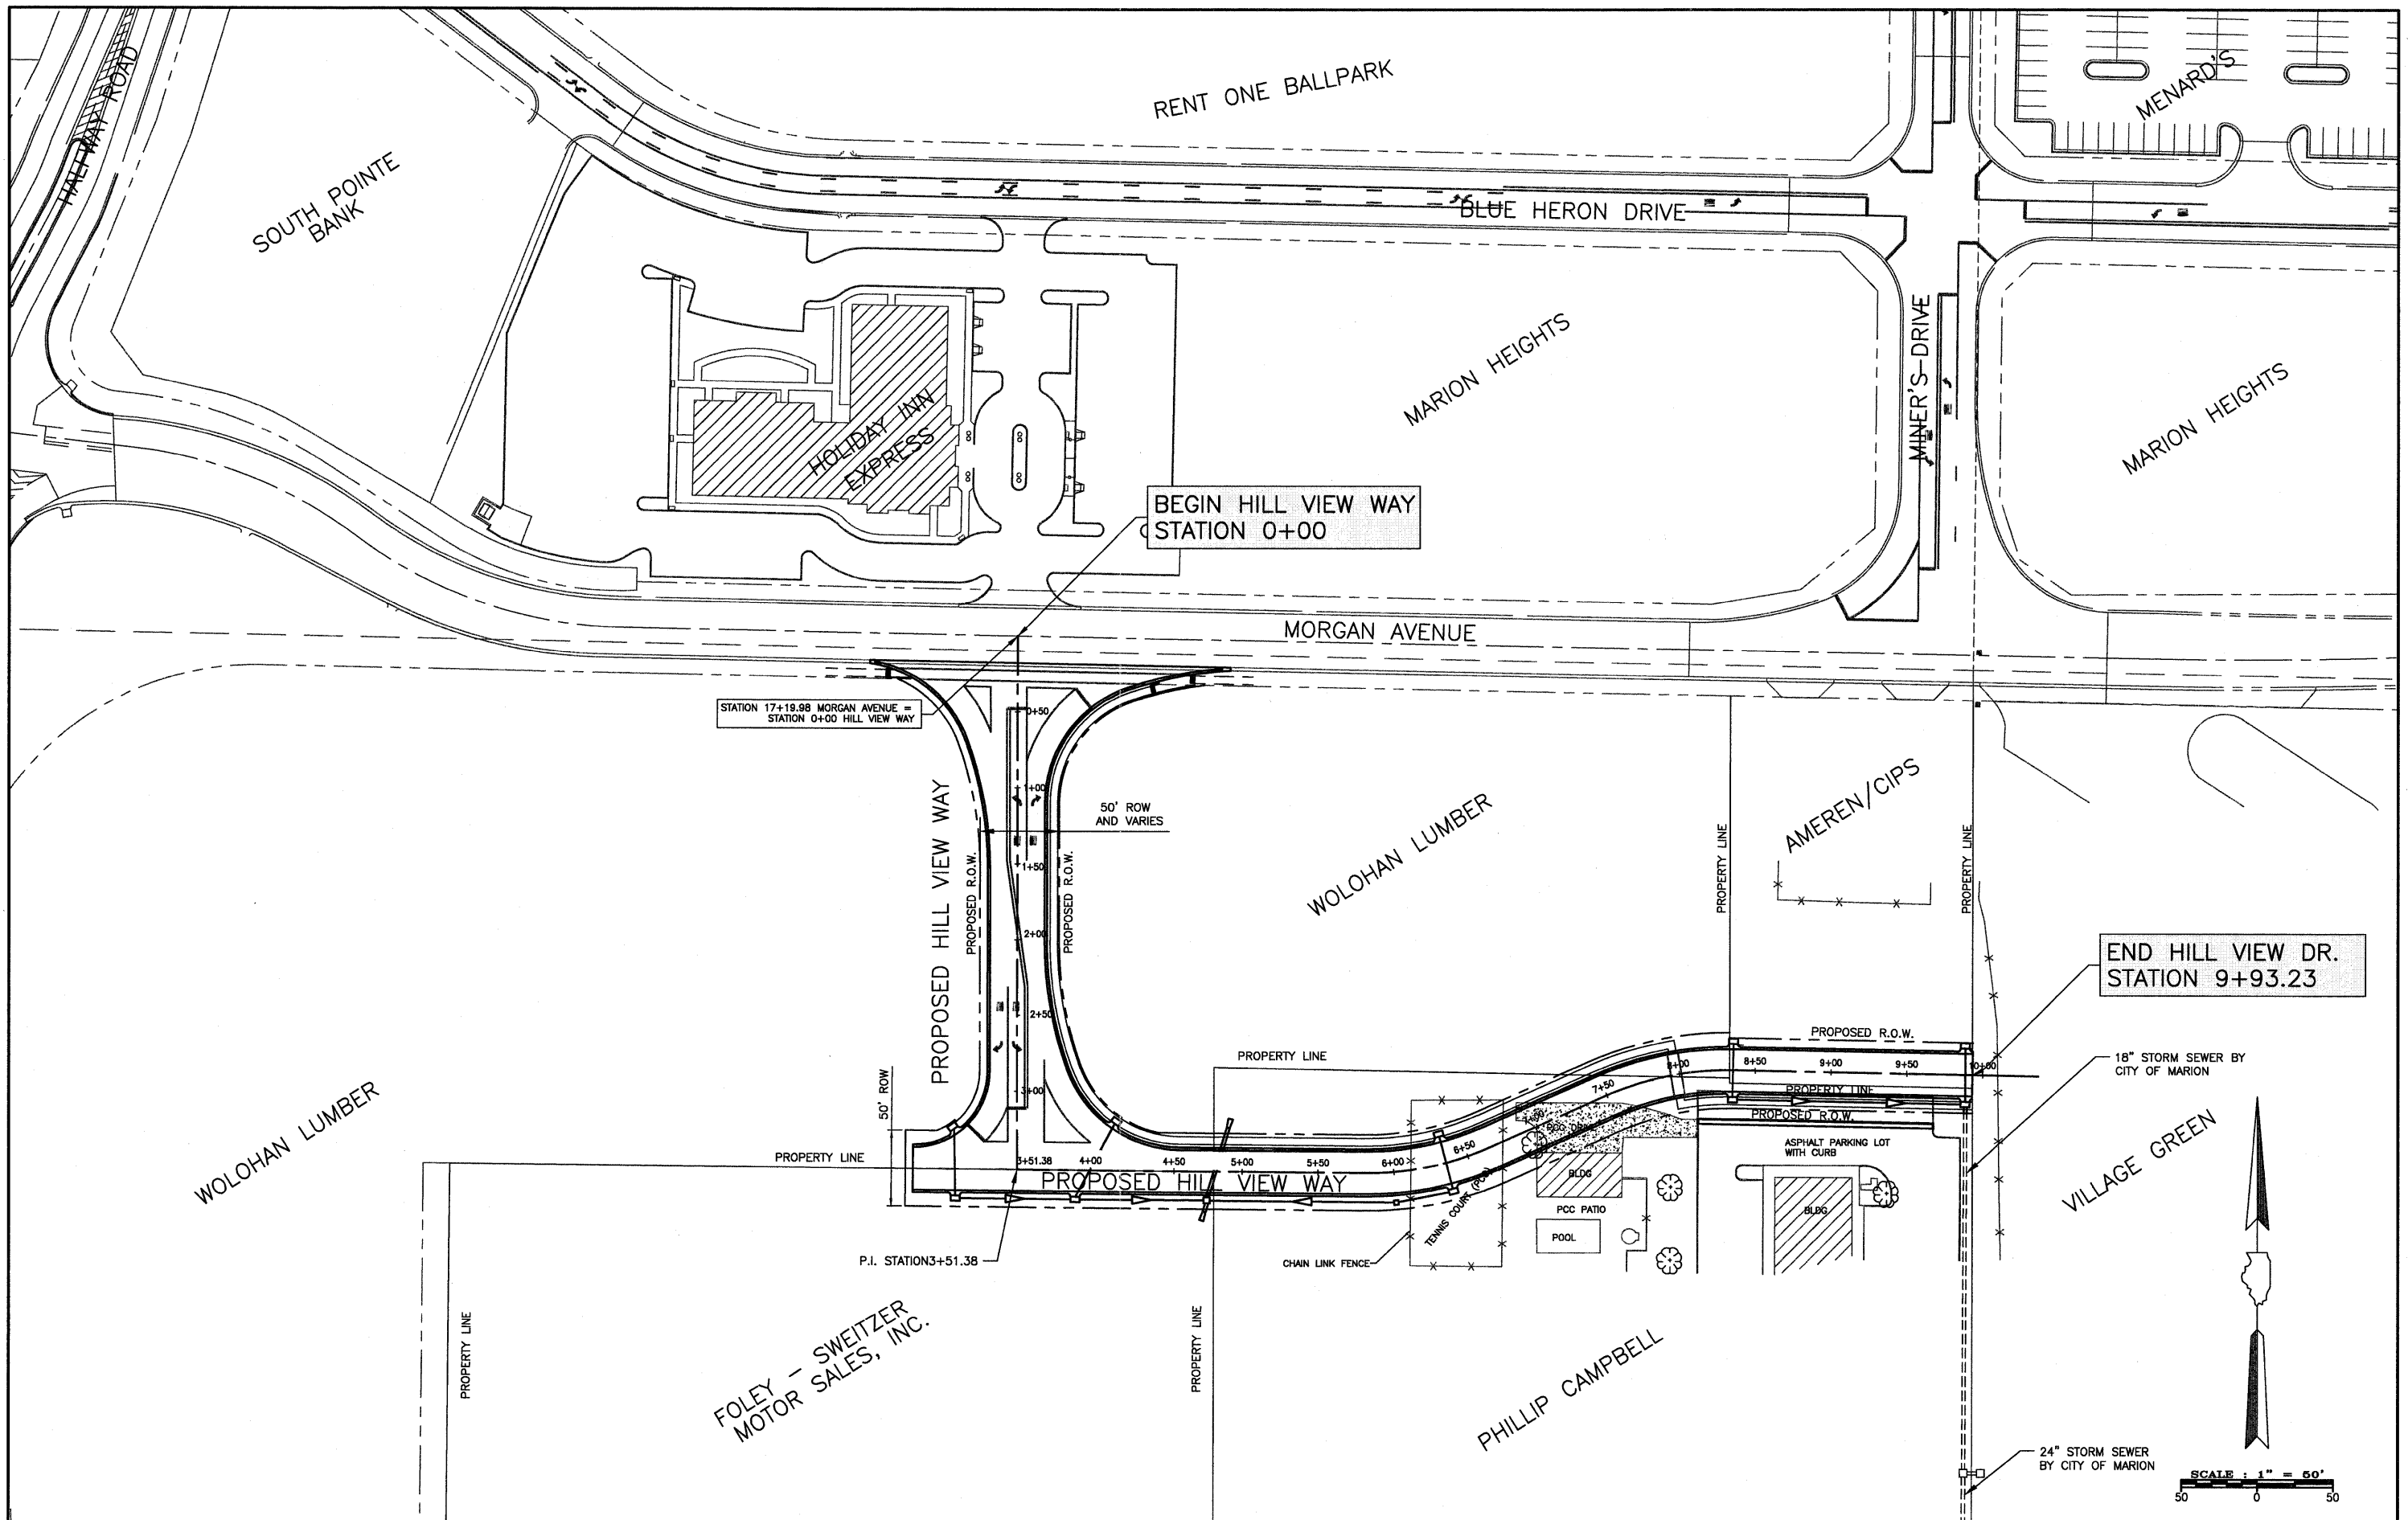 HALFWAY ROAD
RENT ONE BALLPARK
MENARD'S
SOUTH POINTE
BANK
BLUE HERON DRIVE
MINER'S DRIVE
MARION HEIGHTS
MARION HEIGHTS
HOLIDAY INN
EXPRESS
BEGIN HILL VIEW WAY
STATION 0+00
MORGAN AVENUE
STATION 17+19.98 MORGAN AVENUE =
STATION 0+00 HILL VIEW WAY
0+50
1+00
50' ROW
AND VARIES
1+50
PROPOSED HILL VIEW WAY
PROPOSED R.O.W.
PROPOSED R.O.W.
2+00
2+50
3+00
WOLOHAN LUMBER
AMEREN/CIPS
PROPERTY LINE
PROPERTY LINE
END HILL VIEW DR.
STATION 9+93.23
PROPOSED R.O.W.
PROPERTY LINE
8+00
8+50
9+00
9+50
10+00
18" STORM SEWER BY
CITY OF MARION
PROPERTY LINE
PROPOSED R.O.W.
50' ROW
WOLOHAN LUMBER
PROPERTY LINE
3+51.38
4+00
4+50
5+00
5+50
6+00
6+50
7+50
PROPOSED HILL VIEW WAY
BLDG
PCC PATIO
POOL
ASPHALT PARKING LOT
WITH CURB
BLDG
VILLAGE GREEN
P.I. STATION3+51.38
CHAIN LINK FENCE
PROPERTY LINE
FOLEY - SWEITZER
MOTOR SALES, INC.
PROPERTY LINE
PHILLIP CAMPBELL
24" STORM SEWER
BY CITY OF MARION
SCALE : 1" = 50'
50 0 50